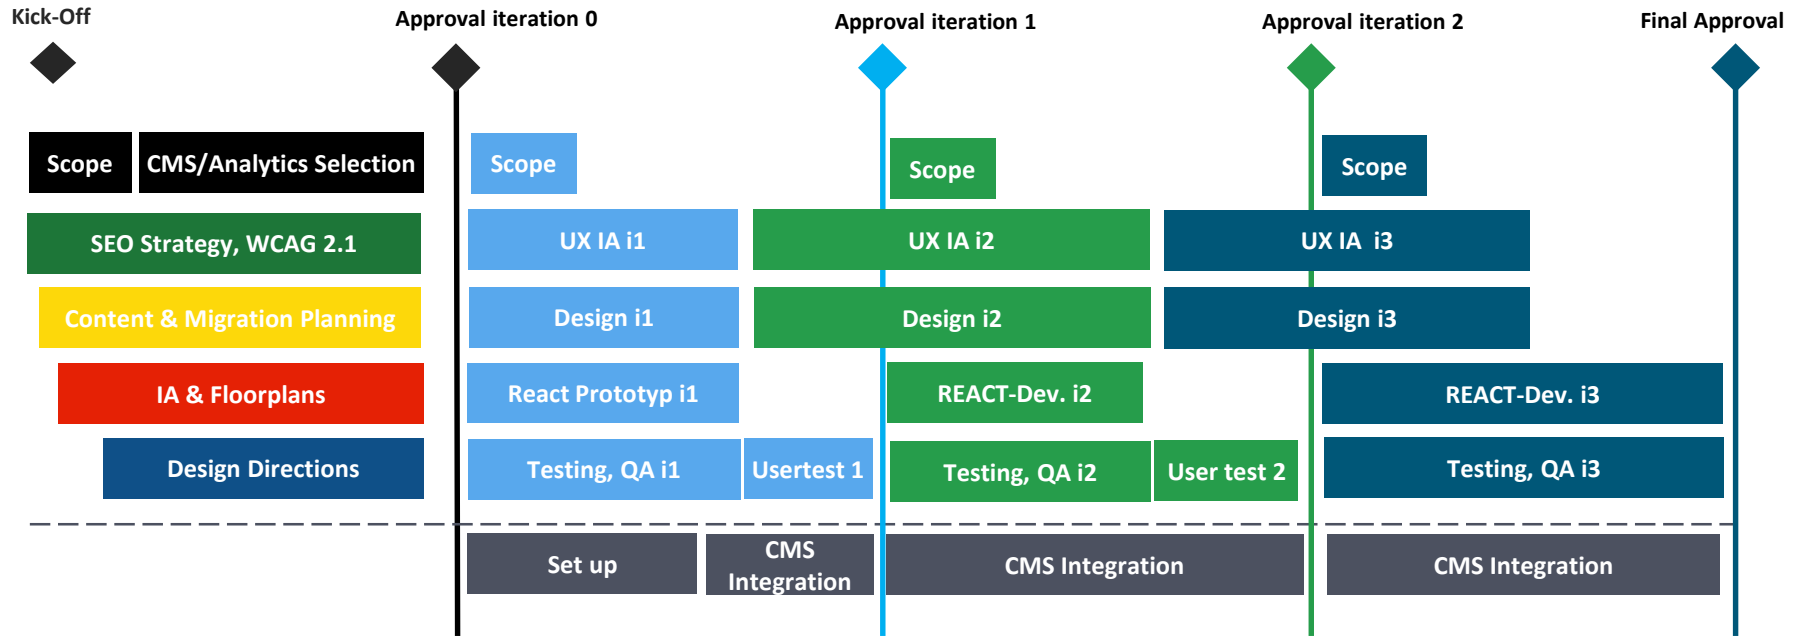 Kick-Off
Approval iteration 0
Approval iteration 1
Approval iteration 2
Final Approval
Scope
CMS/Analytics Selection
Scope
Scope
Scope
SEO Strategy, WCAG 2.1
UX IA i1
UX IA i2
UX IA  i3
Content & Migration Planning
Design i1
Design i2
Design i3
IA & Floorplans
React Prototyp i1
REACT-Dev. i2
REACT-Dev. i3
Design Directions
Testing, QA i1
Usertest 1
Testing, QA i2
User test 2
Testing, QA i3
Set up
CMS
Integration
CMS Integration
CMS Integration